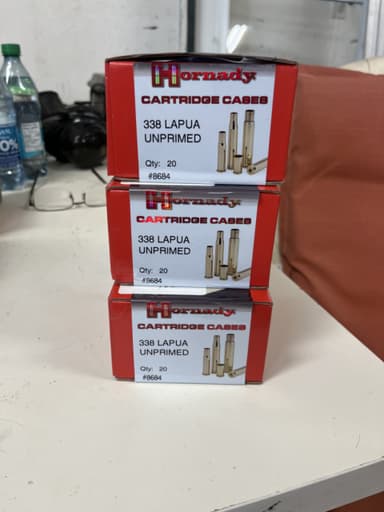 Hornady
CARTRIDGE CASES
338 LAPUA
UNPRIMED
Qty: 20
#8684
Hornady
CARTRIDGE CASES
338 LAPUA
UNPRIMED
Qty: 20
#8684
Hornady
CARTRIDGE CASES
338 LAPUA
UNPRIMED
Qty: 20
#8684